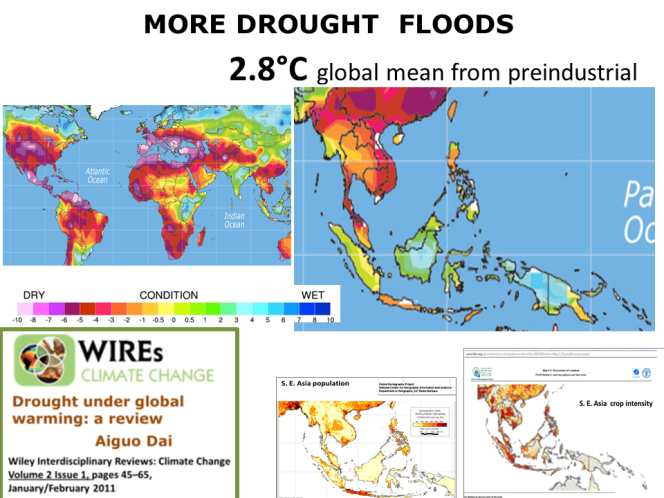 MORE DROUGHT FLOODS
2.8°C global mean from preindustrial
Atlantic
Ocean
Indian
Ocean
Pa
Oc
DRY CONDITION WET
-10 -8 -7 -6 -5 -4 -3 -2 -1 -0.5 0 0.5 1 2 3 4 5 6 7 8 10
WIREs
CLIMATE CHANGE
Drought under global
warming: a review
Aiguo Dai
Wiley Interdisciplinary Reviews: Climate Change
Volume 2 Issue 1, pages 45–65,
January/February 2011
S. E. Asia population
S. E. Asia crop intensity